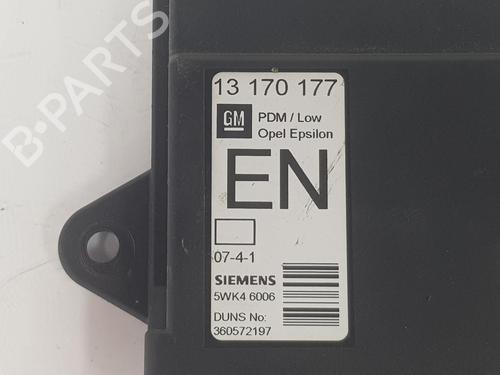 13 170 177
GM
PDM / Low
Opel Epsilon
EN
07-4-1
SIEMENS
5WK4 6006
DUNS No:
360572197
B-PARTS